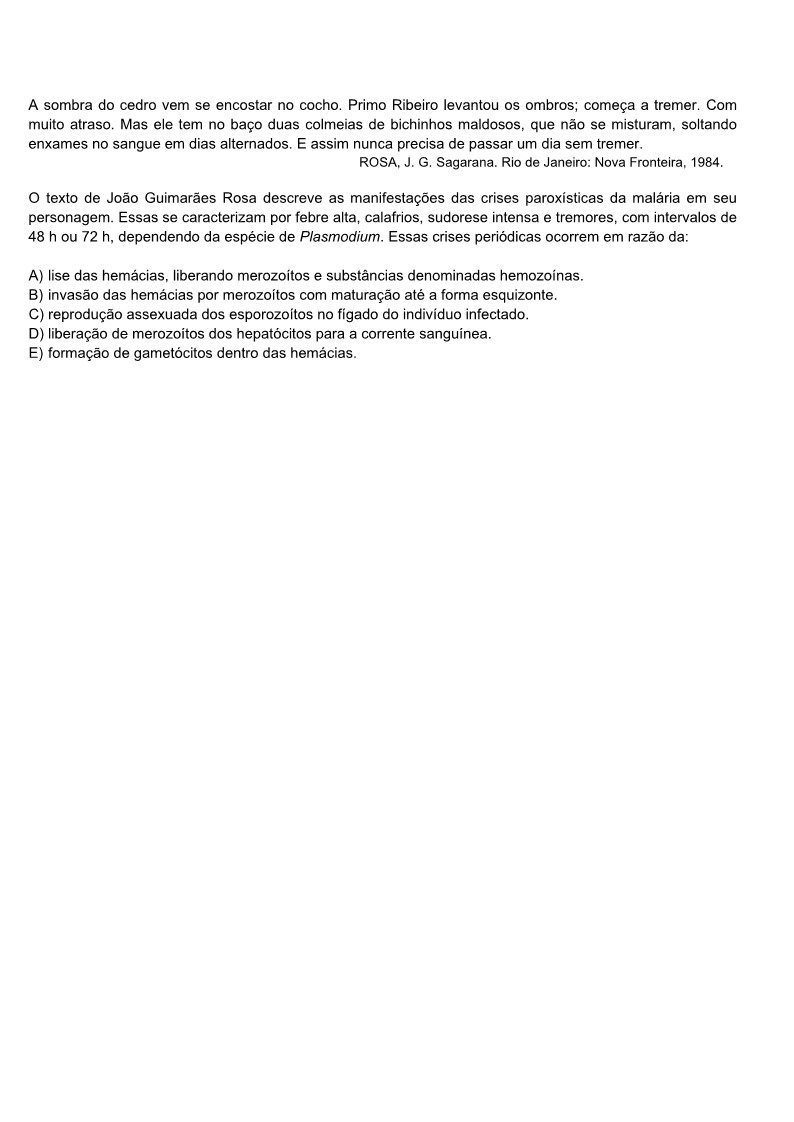 A sombra do cedro vem se encostar no cocho. Primo Ribeiro levantou os ombros; começa a tremer. Com
muito atraso. Mas ele tem no baço duas colmeias de bichinhos maldosos, que não se misturam, soltando
enxames no sangue em dias alternados. E assim nunca precisa de passar um dia sem tremer.
ROSA, J. G. Sagarana. Rio de Janeiro: Nova Fronteira, 1984.
O texto de João Guimarães Rosa descreve as manifestações das crises paroxísticas da malária em seu
personagem. Essas se caracterizam por febre alta, calafrios, sudorese intensa e tremores, com intervalos de
48 h ou 72 h, dependendo da espécie de Plasmodium. Essas crises periódicas ocorrem em razão da:
A) lise das hemácias, liberando merozoítos e substâncias denominadas hemozoínas.
B) invasão das hemácias por merozoítos com maturação até a forma esquizonte.
C) reprodução assexuada dos esporozoítos no fígado do indivíduo infectado.
D) liberação de merozoítos dos hepatócitos para a corrente sanguínea.
E) formação de gametócitos dentro das hemácias.